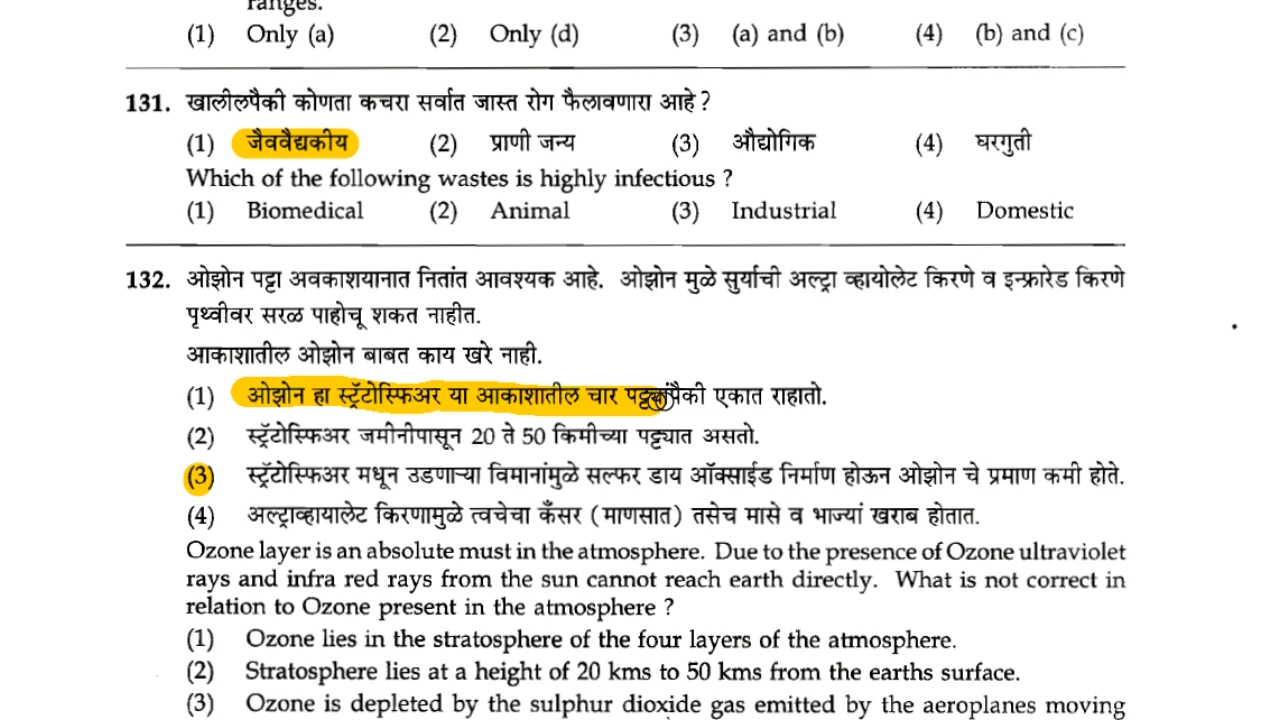 ranges.
(1) Only (a) (2) Only (d) (3) (a) and (b) (4) (b) and (c)
131. खालीलपैकी कोणता कचरा सर्वात जास्त रोग फैलावणारा आहे ?
(1) जैववैद्यकीय (2) प्राणी जन्य (3) औद्योगिक (4) घरगुती
Which of the following wastes is highly infectious ?
(1) Biomedical (2) Animal (3) Industrial (4) Domestic
132. ओझोन पट्टा अवकाशयानात नितांत आवश्यक आहे. ओझोन मुळे सुर्याची अल्ट्रा व्हायोलेट किरणे व इन्फ्रारेड किरणे
पृथ्वीवर सरळ पाहोचू शकत नाहीत.
आकाशातील ओझोन बाबत काय खरे नाही.
(1) ओझोन हा स्ट्रॅटोस्फिअर या आकाशातील चार पट्ट्यांपैकी एकात राहातो.
(2) स्ट्रॅटोस्फिअर जमीनीपासून 20 ते 50 किमीच्या पट्ट्यात असतो.
(3) स्ट्रॅटोस्फिअर मधून उडणाऱ्या विमानांमुळे सल्फर डाय ऑक्साईड निर्माण होऊन ओझोन चे प्रमाण कमी होते.
(4) अल्ट्राव्हायालेट किरणामुळे त्वचेचा कँसर (माणसात) तसेच मासे व भाज्यां खराब होतात.
Ozone layer is an absolute must in the atmosphere. Due to the presence of Ozone ultraviolet
rays and infra red rays from the sun cannot reach earth directly. What is not correct in
relation to Ozone present in the atmosphere ?
(1) Ozone lies in the stratosphere of the four layers of the atmosphere.
(2) Stratosphere lies at a height of 20 kms to 50 kms from the earths surface.
(3) Ozone is depleted by the sulphur dioxide gas emitted by the aeroplanes moving